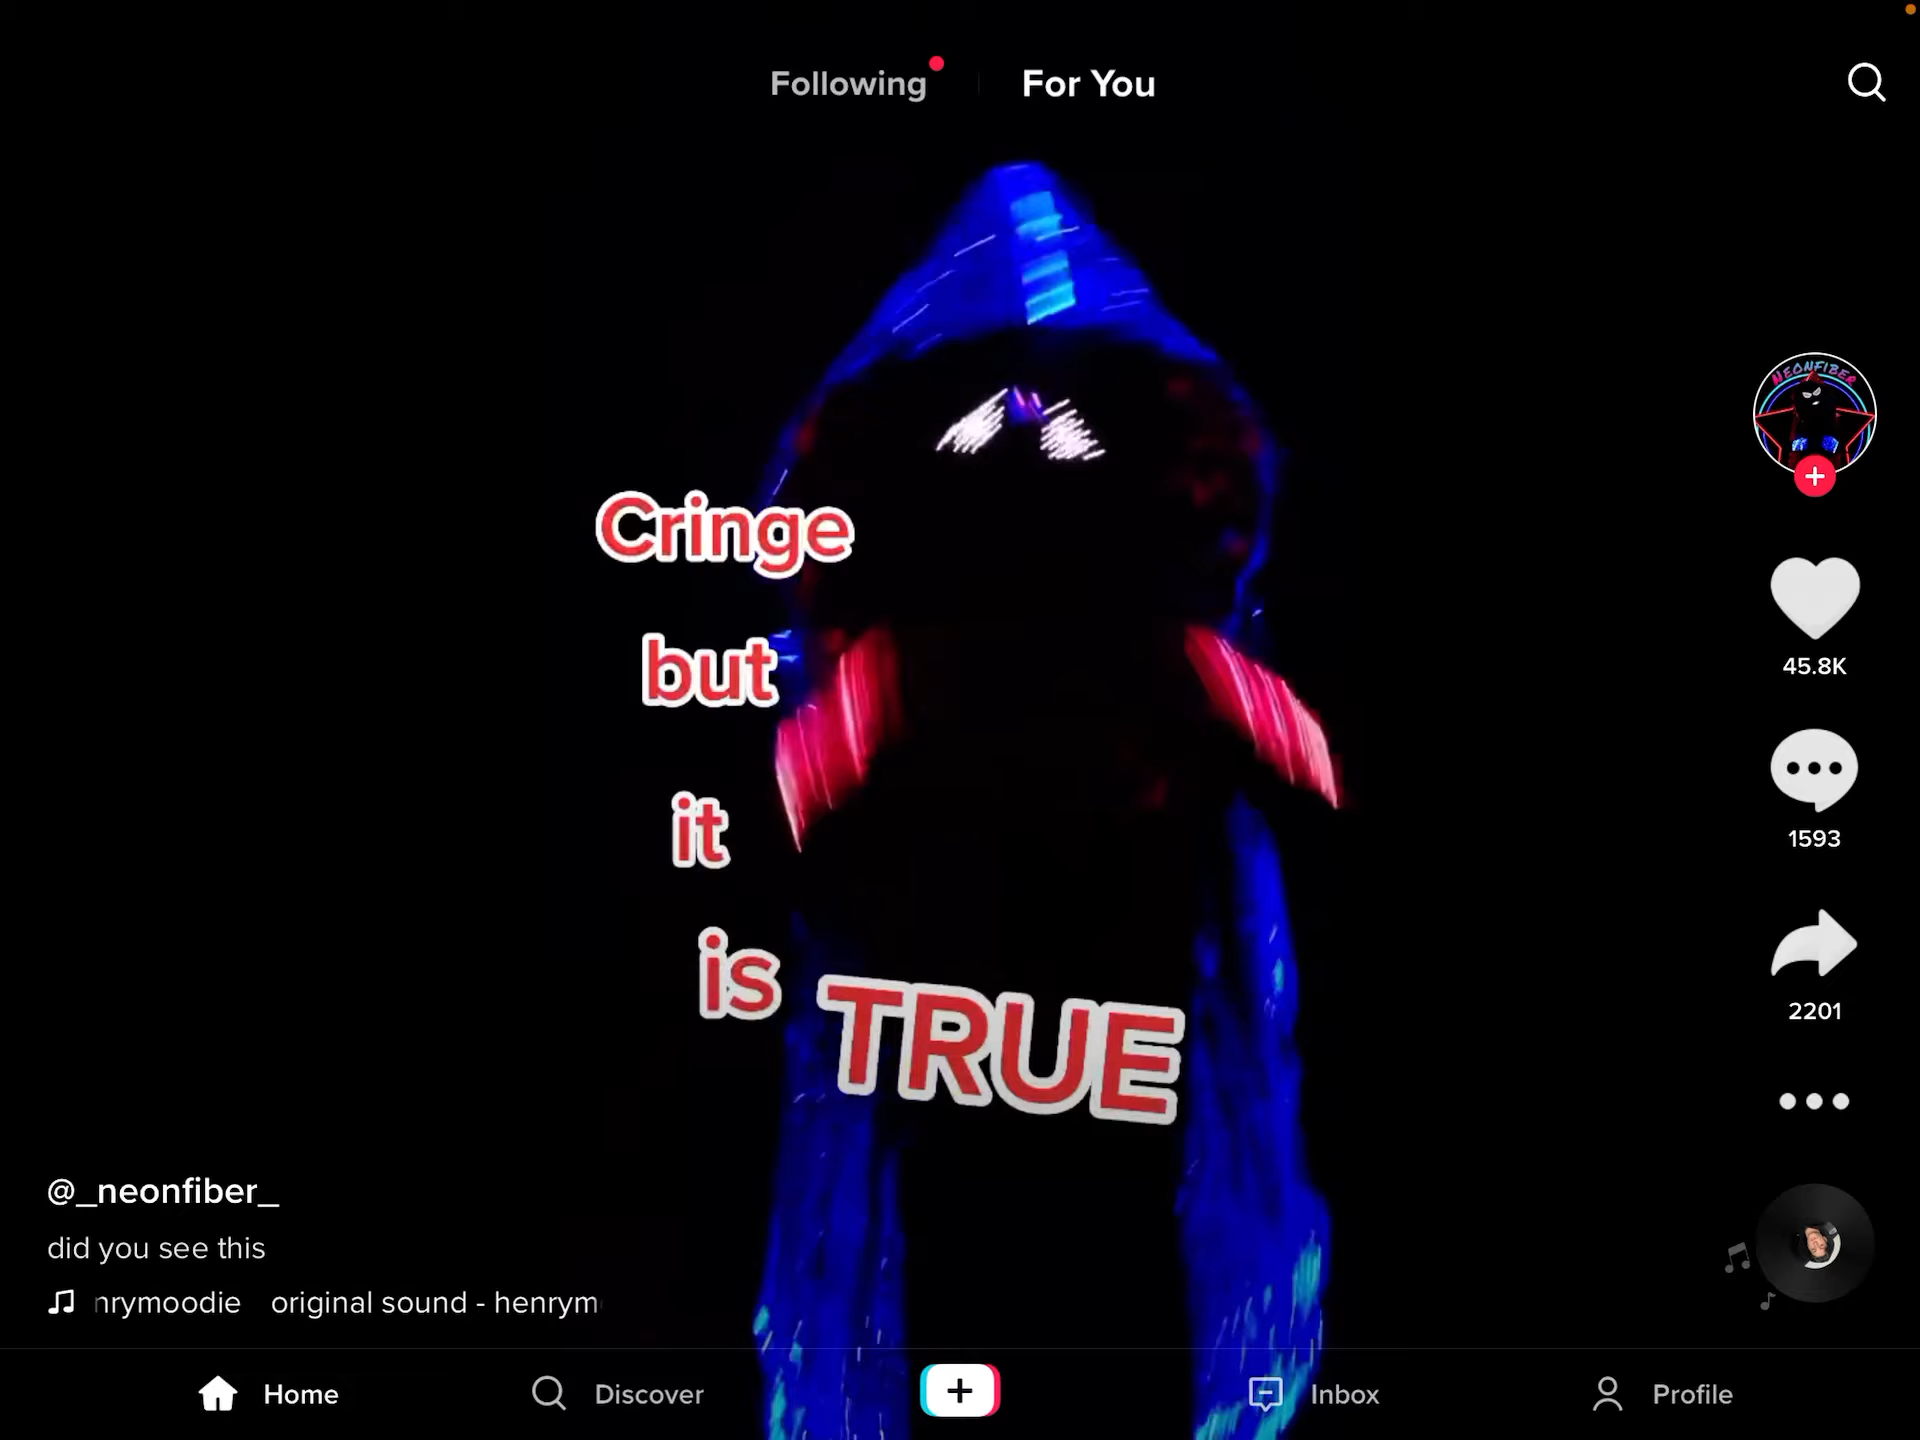 Following
For You
NEONFIBER
Cringe
but
it
is TRUE
45.8K
1593
2201
@_neonfiber_
did you see this
nrymoodie original sound - henrym
Home
Discover
Inbox
Profile